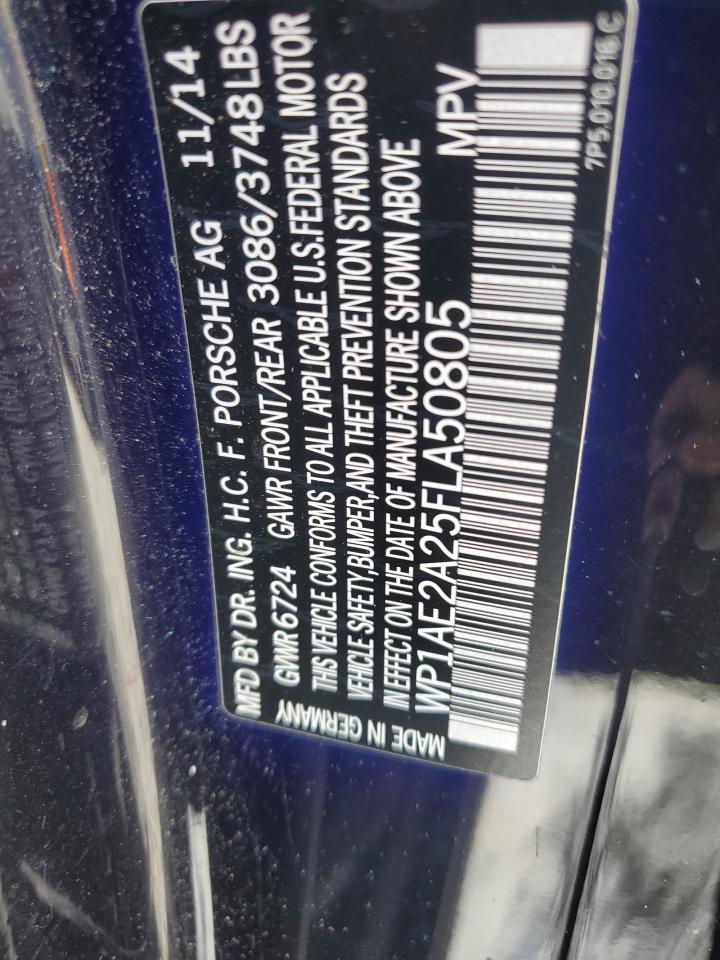 MFD BY DR. ING. H.C. F. PORSCHE AG 11/14
GVWR 6724 GAWR FRONT/REAR 3086/3748 LBS
THIS VEHICLE CONFORMS TO ALL APPLICABLE U.S.FEDERAL MOTOR
VEHICLE SAFETY,BUMPER,AND THEFT PREVENTION STANDARDS
IN EFFECT ON THE DATE OF MANUFACTURE SHOWN ABOVE
WP1AE2A25FLA50805 MPV
MADE IN GERMANY
7P5.010.016.C